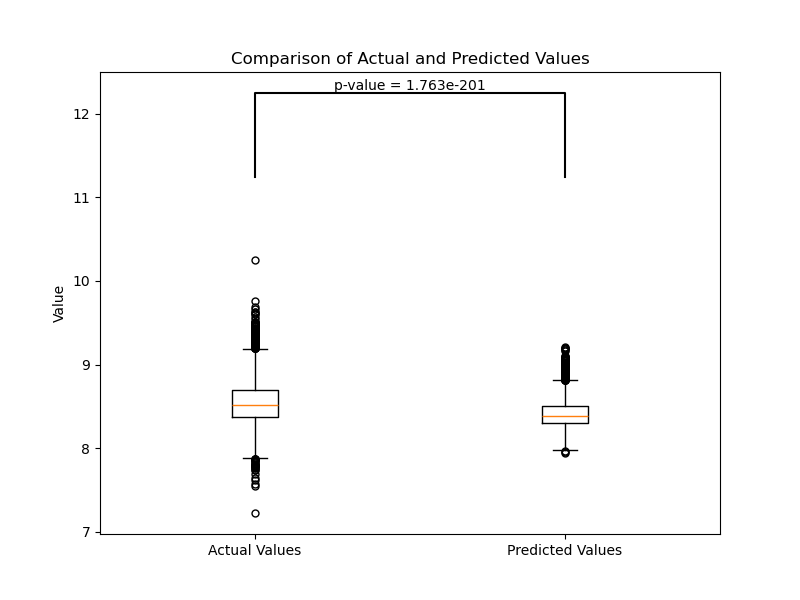 Comparison of Actual and Predicted Values
p-value = 1.763e-201
12
11
10
9
8
7
Value
Actual Values
Predicted Values